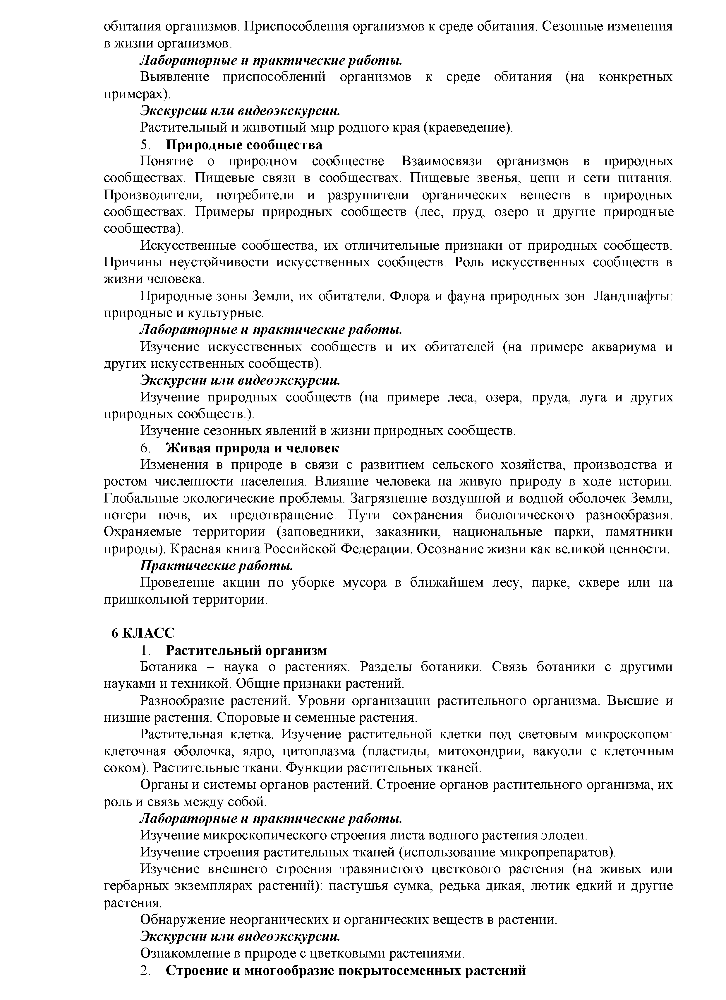 обитания организмов. Приспособления организмов к среде обитания. Сезонные изменения
в жизни организмов.
Лабораторные и практические работы.
Выявление приспособлений организмов к среде обитания (на конкретных
примерах).
Экскурсии или видеоэкскурсии.
Растительный и животный мир родного края (краеведение).
5. Природные сообщества
Понятие о природном сообществе. Взаимосвязи организмов в природных
сообществах. Пищевые связи в сообществах. Пищевые звенья, цепи и сети питания.
Производители, потребители и разрушители органических веществ в природных
сообществах. Примеры природных сообществ (лес, пруд, озеро и другие природные
сообщества).
Искусственные сообщества, их отличительные признаки от природных сообществ.
Причины неустойчивости искусственных сообществ. Роль искусственных сообществ в
жизни человека.
Природные зоны Земли, их обитатели. Флора и фауна природных зон. Ландшафты:
природные и культурные.
Лабораторные и практические работы.
Изучение искусственных сообществ и их обитателей (на примере аквариума и
других искусственных сообществ).
Экскурсии или видеоэкскурсии.
Изучение природных сообществ (на примере леса, озера, пруда, луга и других
природных сообществ.).
Изучение сезонных явлений в жизни природных сообществ.
6. Живая природа и человек
Изменения в природе в связи с развитием сельского хозяйства, производства и
ростом численности населения. Влияние человека на живую природу в ходе истории.
Глобальные экологические проблемы. Загрязнение воздушной и водной оболочек Земли,
потери почв, их предотвращение. Пути сохранения биологического разнообразия.
Охраняемые территории (заповедники, заказники, национальные парки, памятники
природы). Красная книга Российской Федерации. Осознание жизни как великой ценности.
Практические работы.
Проведение акции по уборке мусора в ближайшем лесу, парке, сквере или на
пришкольной территории.
6 КЛАСС
1. Растительный организм
Ботаника – наука о растениях. Разделы ботаники. Связь ботаники с другими
науками и техникой. Общие признаки растений.
Разнообразие растений. Уровни организации растительного организма. Высшие и
низшие растения. Споровые и семенные растения.
Растительная клетка. Изучение растительной клетки под световым микроскопом:
клеточная оболочка, ядро, цитоплазма (пластиды, митохондрии, вакуоли с клеточным
соком). Растительные ткани. Функции растительных тканей.
Органы и системы органов растений. Строение органов растительного организма, их
роль и связь между собой.
Лабораторные и практические работы.
Изучение микроскопического строения листа водного растения элодеи.
Изучение строения растительных тканей (использование микропрепаратов).
Изучение внешнего строения травянистого цветкового растения (на живых или
гербарных экземплярах растений): пастушья сумка, редька дикая, лютик едкий и другие
растения.
Обнаружение неорганических и органических веществ в растении.
Экскурсии или видеоэкскурсии.
Ознакомление в природе с цветковыми растениями.
2. Строение и многообразие покрытосеменных растений